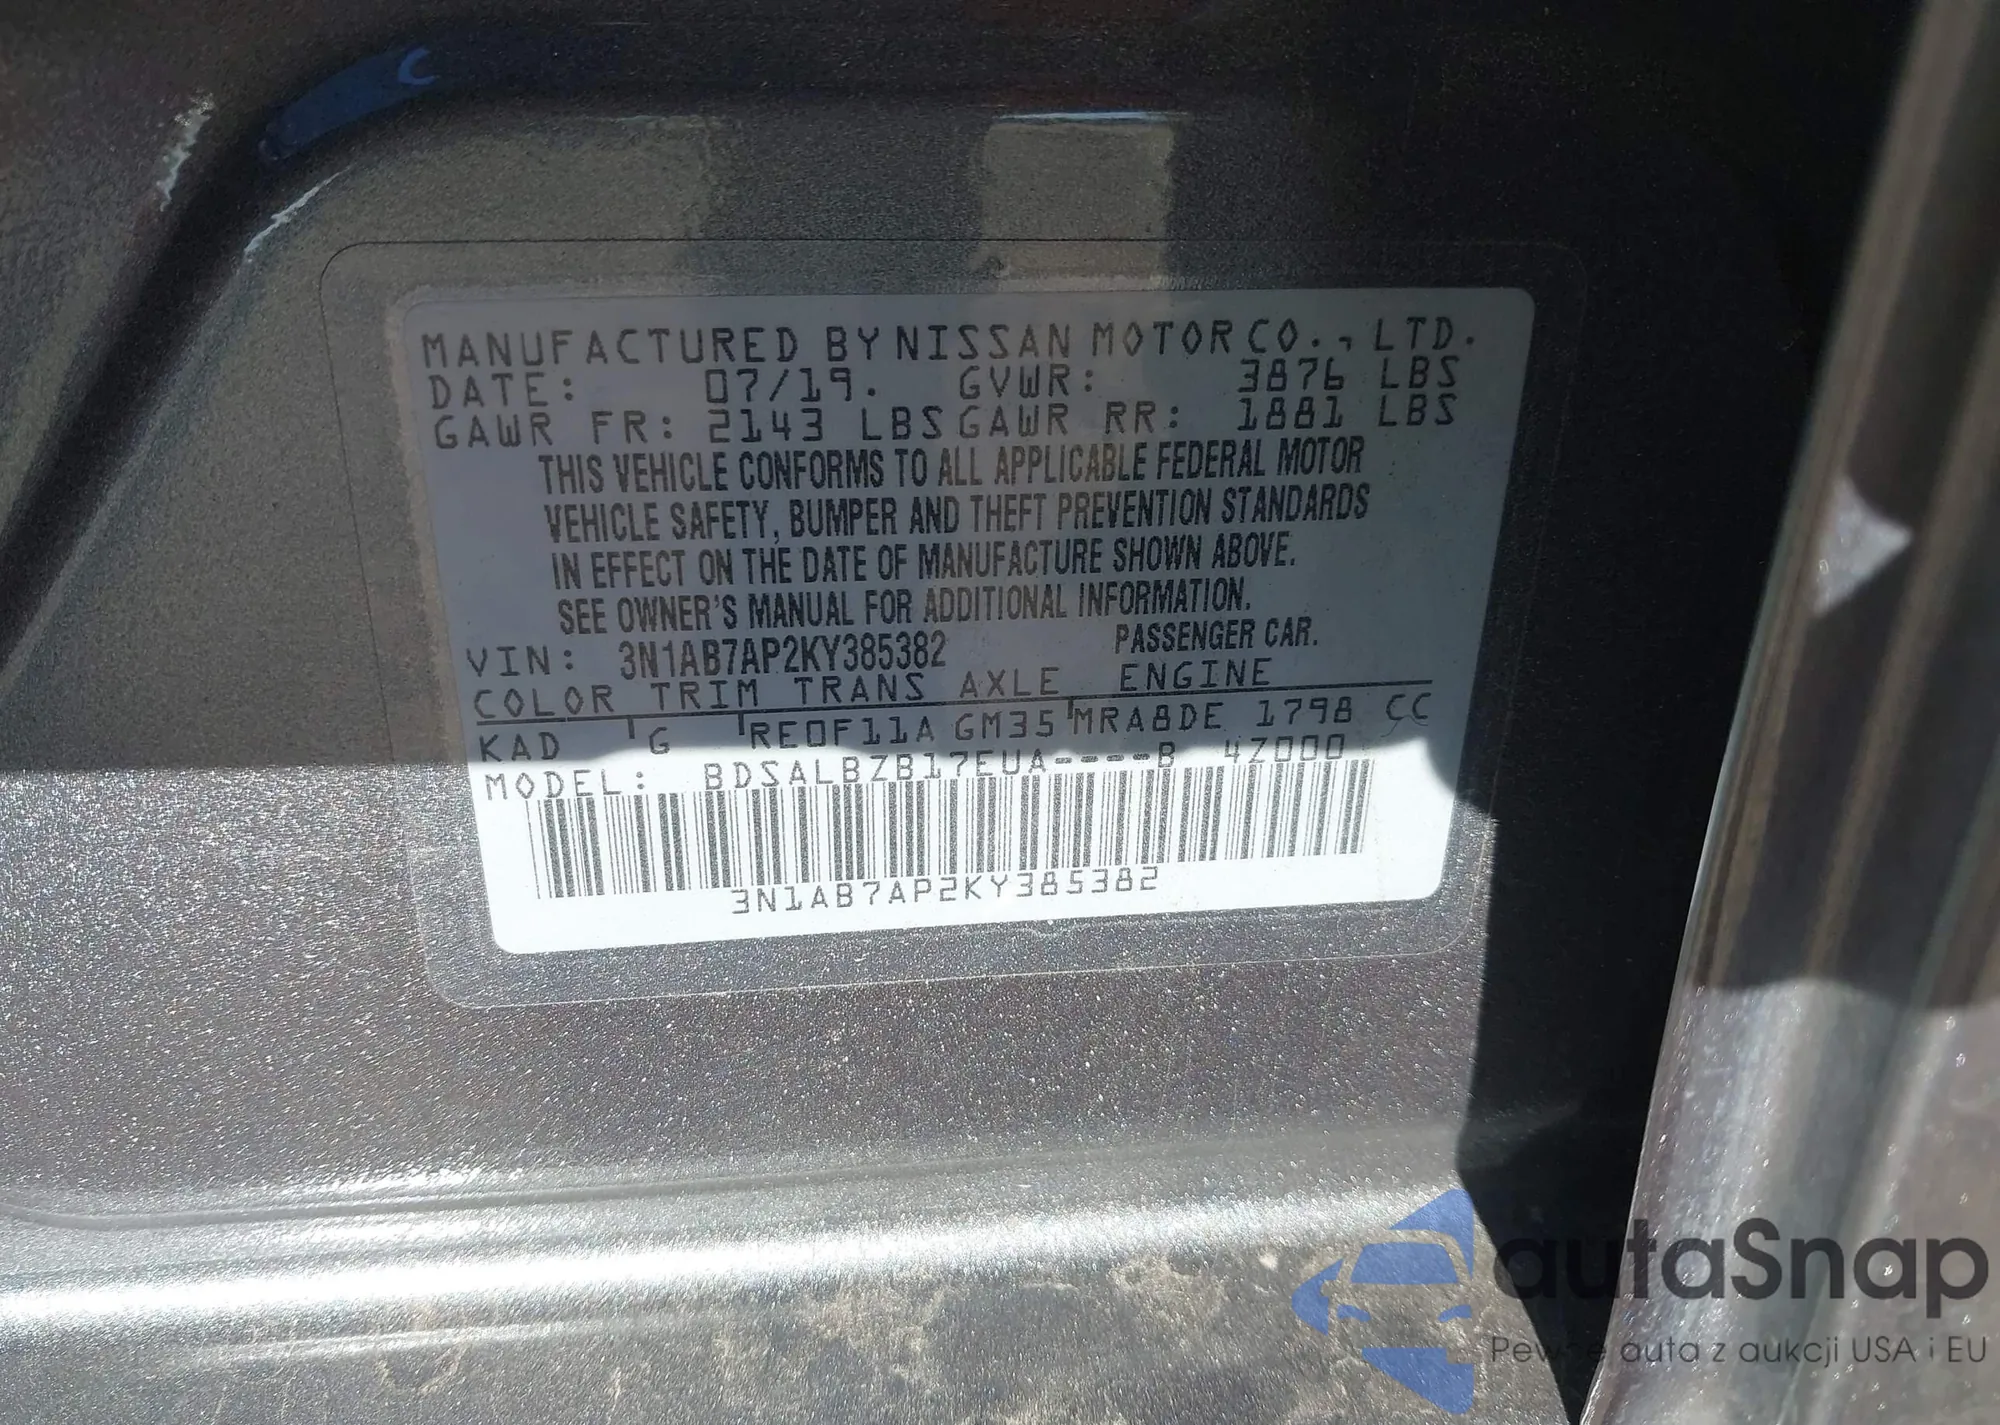 MANUFACTURED BY NISSAN MOTOR CO., LTD.
DATE: 07/19. GVWR: 3876 LBS
GAWR FR: 2143 LBS GAWR RR: 1881 LBS
THIS VEHICLE CONFORMS TO ALL APPLICABLE FEDERAL MOTOR
VEHICLE SAFETY, BUMPER AND THEFT PREVENTION STANDARDS
IN EFFECT ON THE DATE OF MANUFACTURE SHOWN ABOVE.
SEE OWNER'S MANUAL FOR ADDITIONAL INFORMATION.
VIN: 3N1AB7AP2KY385382 PASSENGER CAR.
COLOR TRIM TRANS AXLE ENGINE
KAD G RE0F11A GM35 MRA8DE 1798 CC
MODEL: BDSALBZB17EUA----B 4Z000
3N1AB7AP2KY385382
autaSnap
Pewne auta z aukcji USA i EU